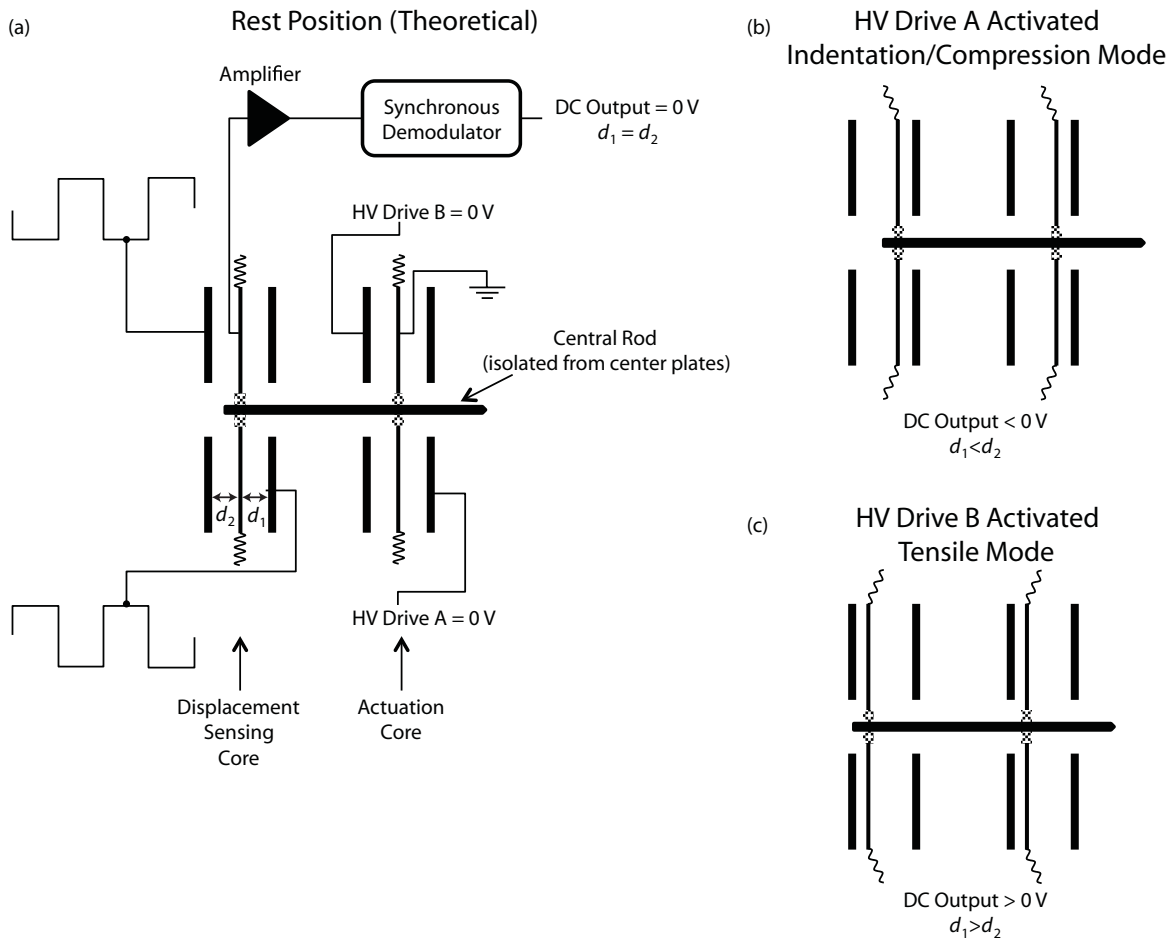 (a)
Rest Position (Theoretical)
Amplifier
Synchronous
Demodulator
DC Output = 0 V
d₁ = d₂
HV Drive B = 0 V
Central Rod
(isolated from center plates)
d₂
d₁
HV Drive A = 0 V
Displacement
Sensing
Core
Actuation
Core
(b)
HV Drive A Activated
Indentation/Compression Mode
DC Output < 0 V
d₁<d₂
(c)
HV Drive B Activated
Tensile Mode
DC Output > 0 V
d₁>d₂